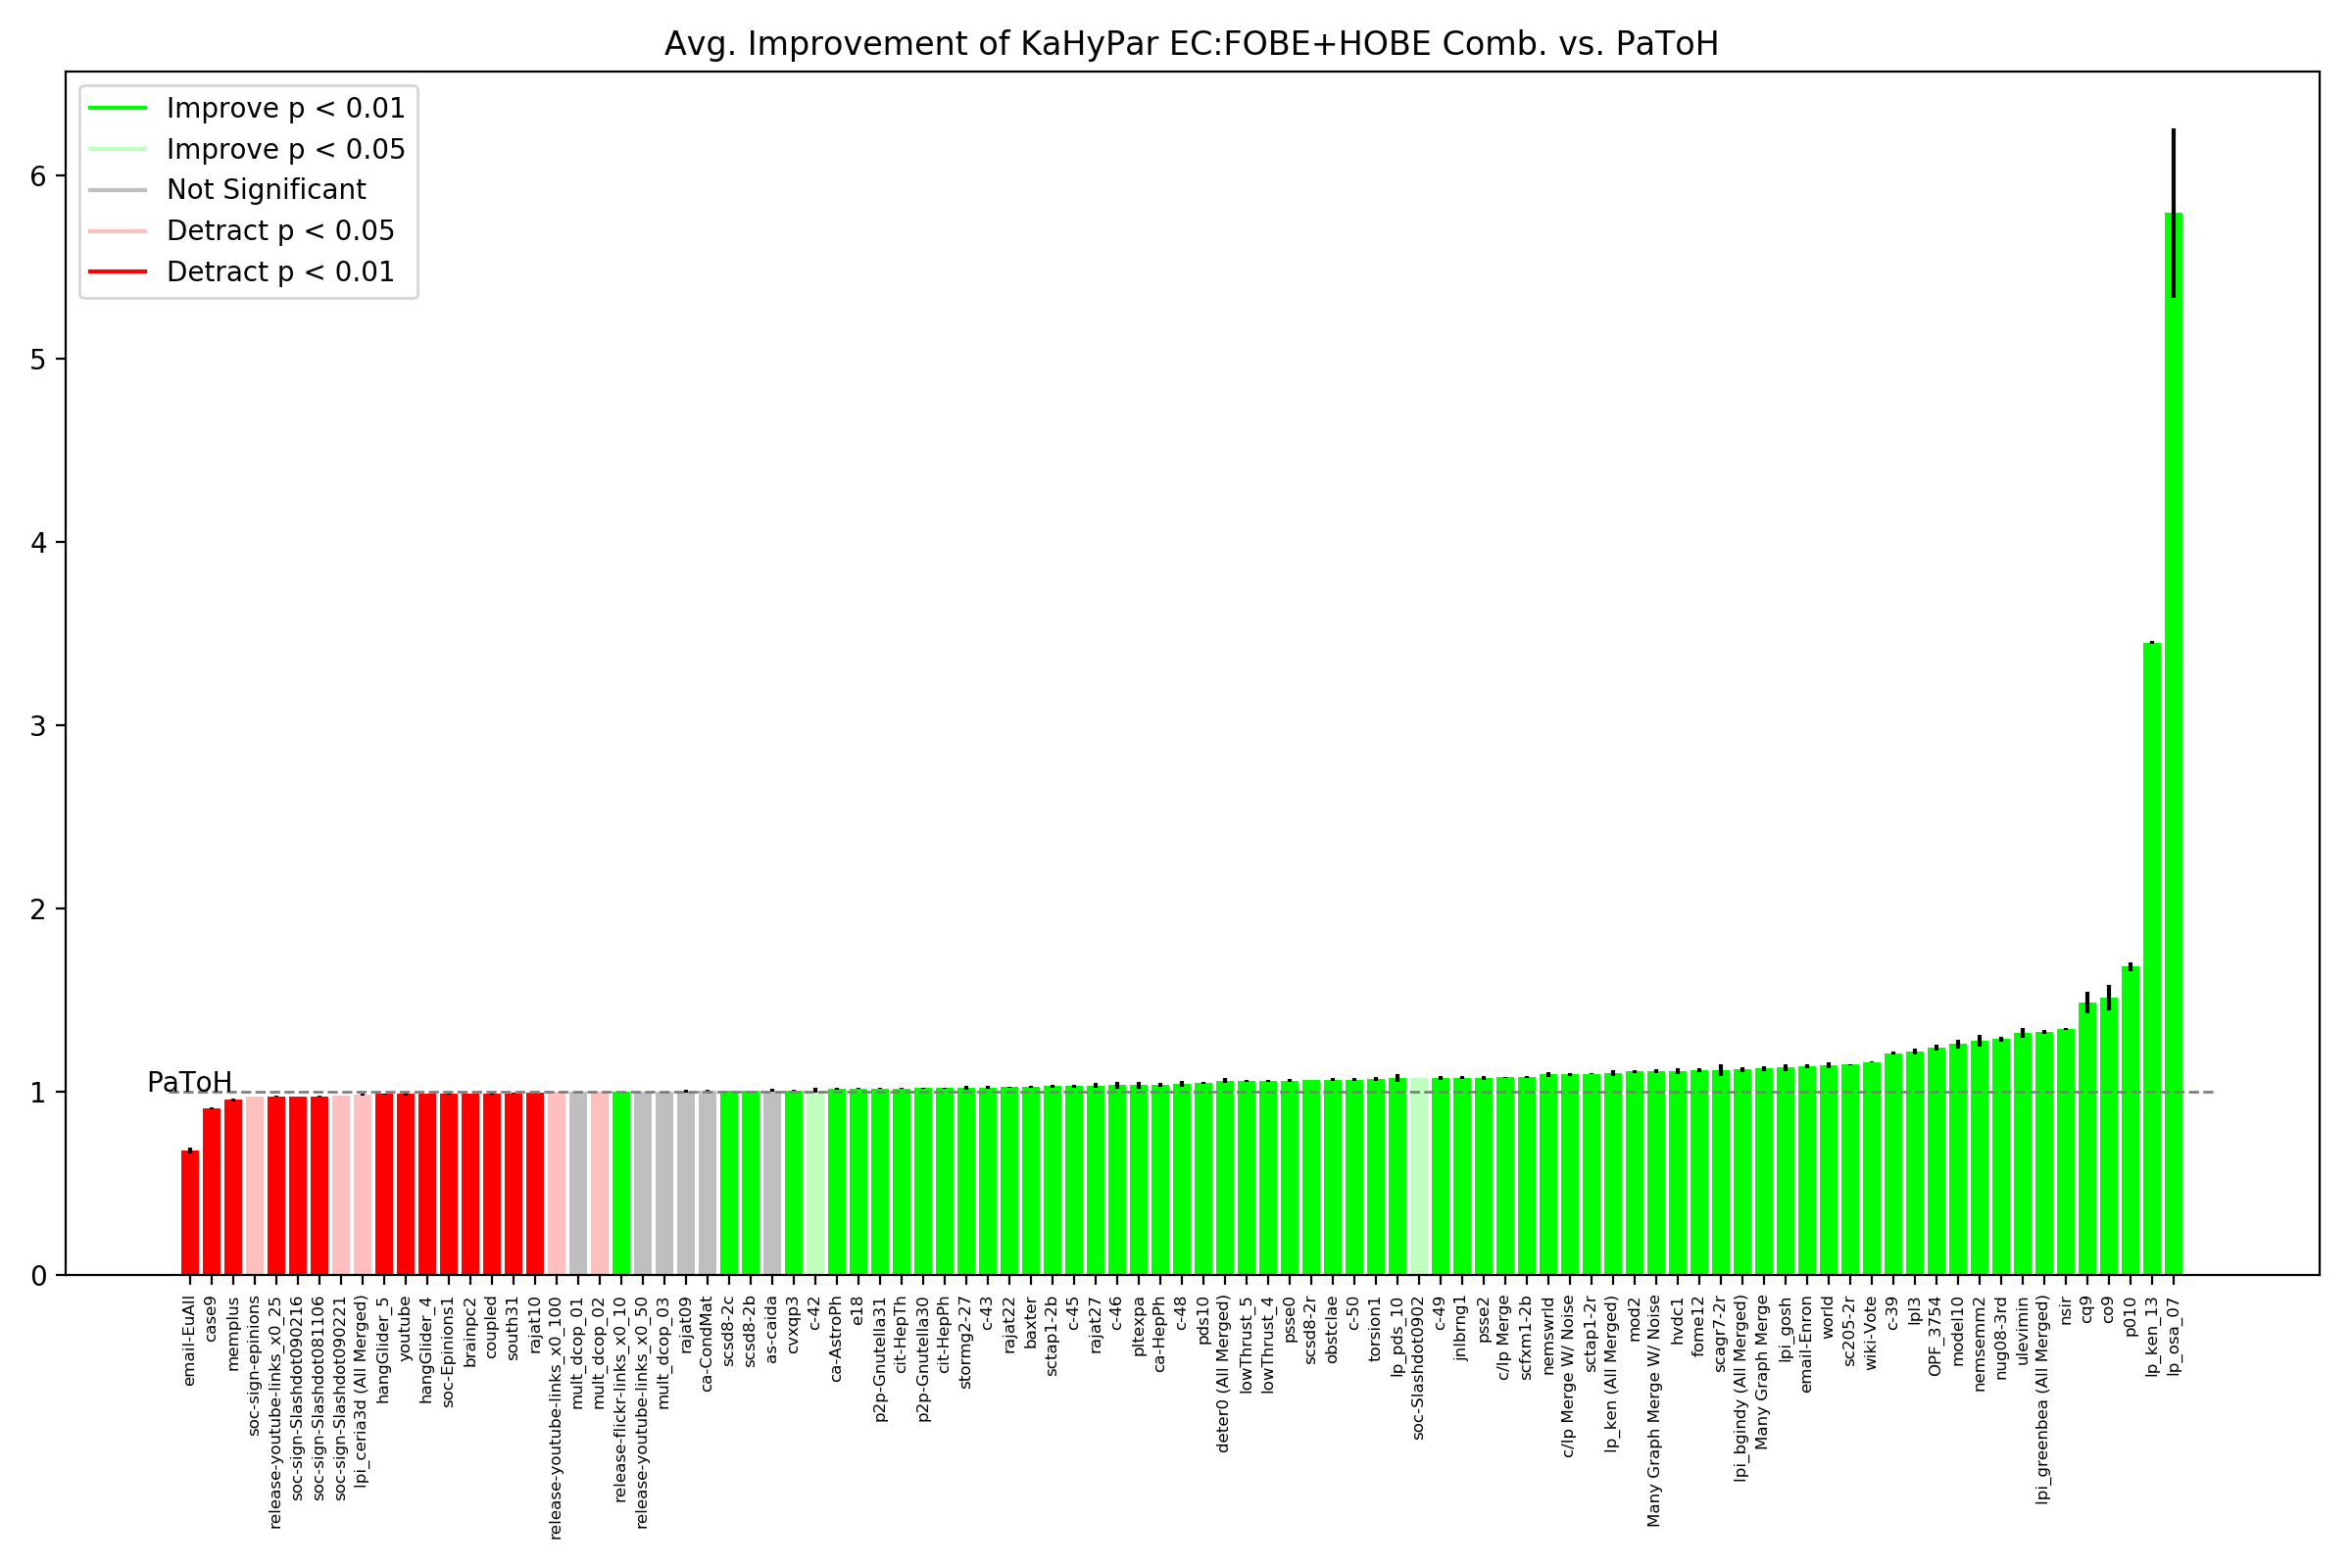 Avg. Improvement of KaHyPar EC:FOBE+HOBE Comb. vs. PaToH
Improve p < 0.01
Improve p < 0.05
Not Significant
Detract p < 0.05
Detract p < 0.01
6
5
4
3
2
1
0
PaToH
email-EuAll
case9
memplus
soc-sign-epinions
release-youtube-links_x0_25
soc-sign-Slashdot090216
soc-sign-Slashdot081106
soc-sign-Slashdot090221
lpi_ceria3d (All Merged)
hangGlider_5
youtube
hangGlider_4
soc-Epinions1
brainpc2
coupled
south31
rajat10
release-youtube-links_x0_100
mult_dcop_01
mult_dcop_02
release-flickr-links_x0_10
release-youtube-links_x0_50
mult_dcop_03
rajat09
ca-CondMat
scsd8-2c
scsd8-2b
as-caida
cvxqp3
c-42
ca-AstroPh
e18
p2p-Gnutella31
cit-HepTh
p2p-Gnutella30
cit-HepPh
stormg2-27
c-43
rajat22
baxter
sctap1-2b
c-45
rajat27
c-46
pltexpa
ca-HepPh
c-48
pds10
deter0 (All Merged)
lowThrust_5
lowThrust_4
psse0
scsd8-2r
obstclae
c-50
torsion1
lp_pds_10
soc-Slashdot0902
c-49
jnlbrng1
psse2
c/lp Merge
scfxm1-2b
nemswrld
c/lp Merge W/ Noise
sctap1-2r
lp_ken (All Merged)
mod2
Many Graph Merge W/ Noise
hvdc1
fome12
scagr7-2r
lpi_bgindy (All Merged)
Many Graph Merge
lpi_gosh
email-Enron
world
sc205-2r
wiki-Vote
c-39
lpl3
OPF_3754
model10
nemsemm2
nug08-3rd
ulevimin
lpi_greenbea (All Merged)
nsir
cq9
co9
p010
lp_ken_13
lp_osa_07